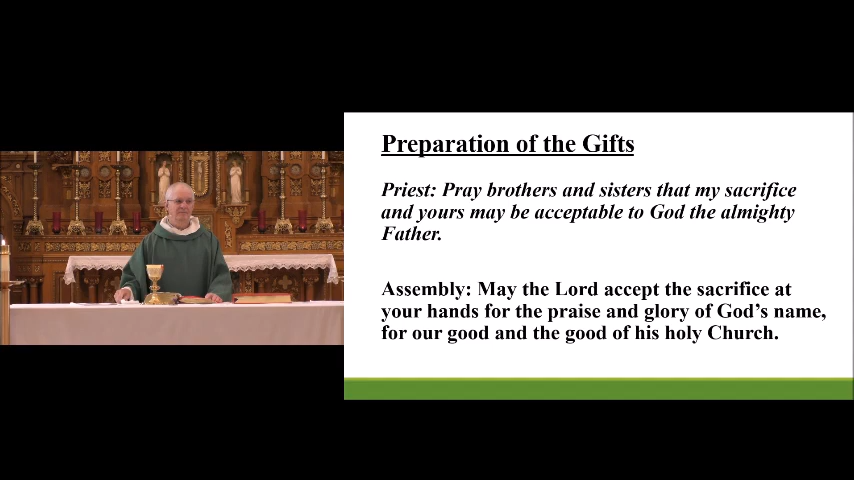 Preparation of the Gifts
Priest: Pray brothers and sisters that my sacrifice
and yours may be acceptable to God the almighty
Father.
Assembly: May the Lord accept the sacrifice at
your hands for the praise and glory of God’s name,
for our good and the good of his holy Church.